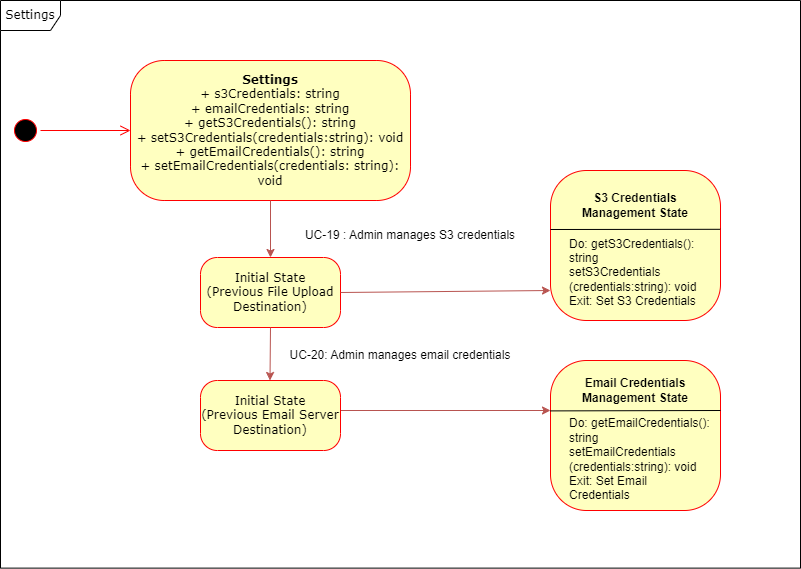 Settings
Settings
+ s3Credentials: string
+ emailCredentials: string
+ getS3Credentials(): string
+ setS3Credentials(credentials:string): void
+ getEmailCredentials(): string
+ setEmailCredentials(credentials: string):
void
UC-19 : Admin manages S3 credentials
S3 Credentials
Management State
Do: getS3Credentials():
string
setS3Credentials
(credentials:string): void
Exit: Set S3 Credentials
Initial State
(Previous File Upload
Destination)
UC-20: Admin manages email credentials
Initial State
(Previous Email Server
Destination)
Email Credentials
Management State
Do: getEmailCredentials():
string
setEmailCredentials
(credentials:string): void
Exit: Set Email
Credentials